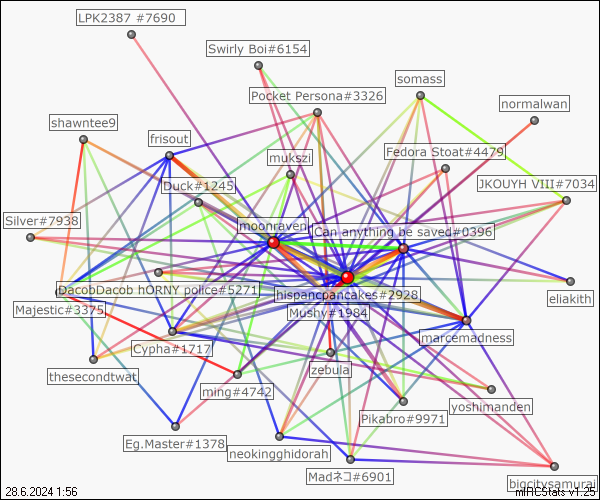 LPK2387 #7690
Swirly Boi#6154
somass
Pocket Persona#3326
normalwan
shawntee9
frisout
mukszi
Fedora Stoat#4479
Duck#1245
JKOUYH VIII#7034
Silver#7938
moonraven
Can anything be saved#0396
DacobDacob hORNY police#5271
hispancpancakes#2928
eliakith
Majestic#3375
Mushy#1984
Cypha#1717
marcemadness
thesecondtwat
zebula
ming#4742
yoshimanden
Pikabro#9971
Eg.Master#1378
neokingghidorah
Madネコ#6901
bigcitysamurai
28.6.2024 1:56
mIRCStats v1.25